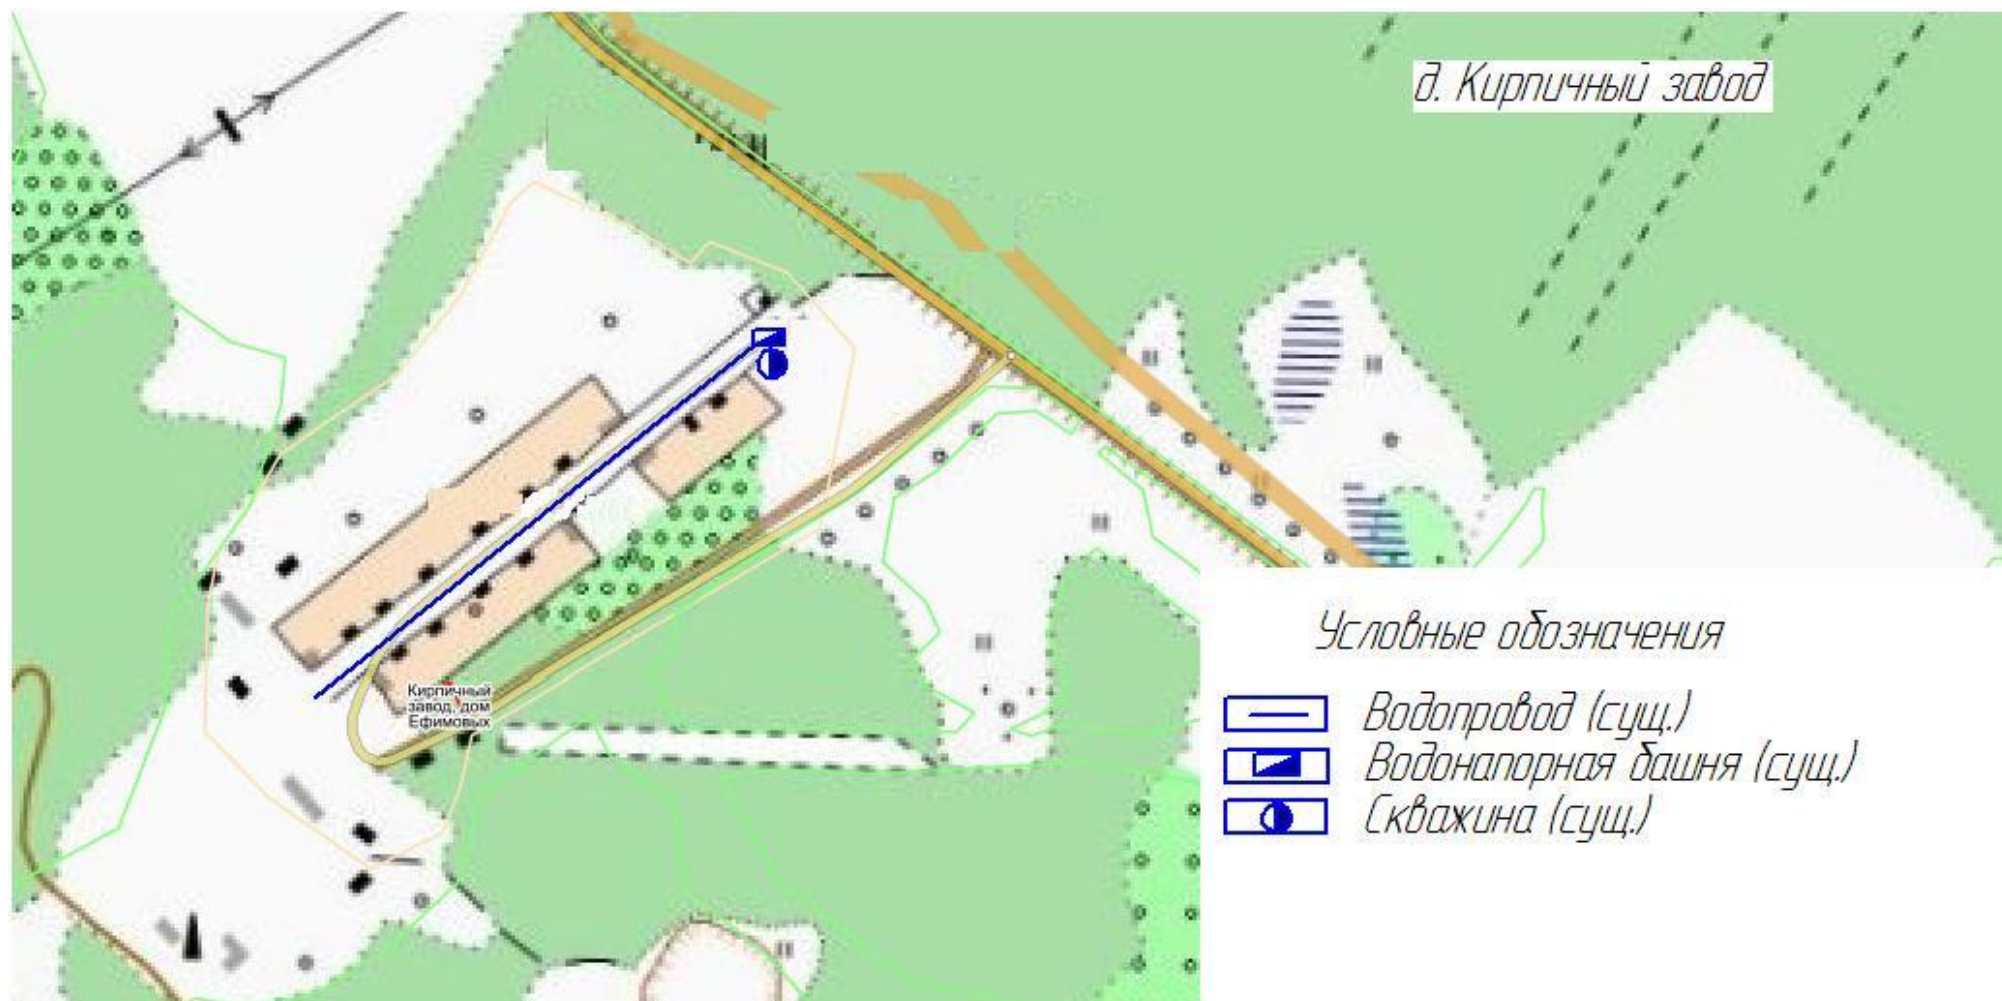 д. Кирпичный завод
Кирпичный
завод, дом
Ефимовых
Условные обозначения
Водопровод (сущ.)
Водонапорная башня (сущ.)
Скважина (сущ.)